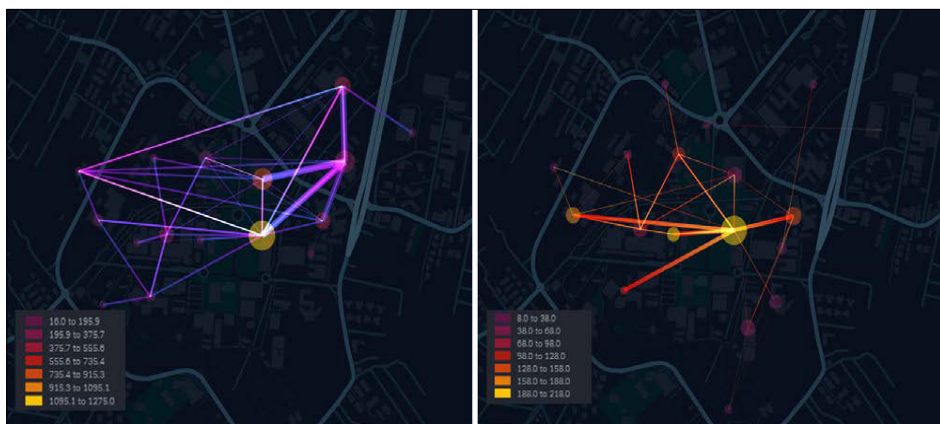 16.0 to 195.9
195.9 to 375.7
375.7 to 555.6
555.6 to 735.4
735.4 to 915.3
915.3 to 1095.1
1095.1 to 1275.0
8.0 to 38.0
38.0 to 68.0
68.0 to 98.0
98.0 to 128.0
128.0 to 158.0
158.0 to 188.0
188.0 to 218.0